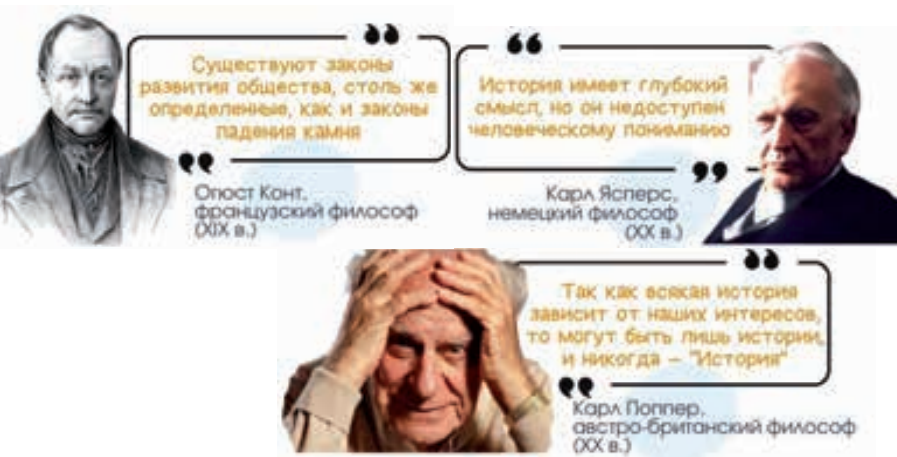 Существуют законы
развития общества, столь же
определенные, как и законы
падения камня
Огюст Конт,
французский философ
(XIX в.)
История имеет глубокий
смысл, но он недоступен
человеческому пониманию
Карл Ясперс,
немецкий философ
(XX в.)
Так как всякая история
зависит от наших интересов,
то могут быть лишь истории,
и никогда – "История"
Карл Поппер,
австро-британский философ
(XX в.)